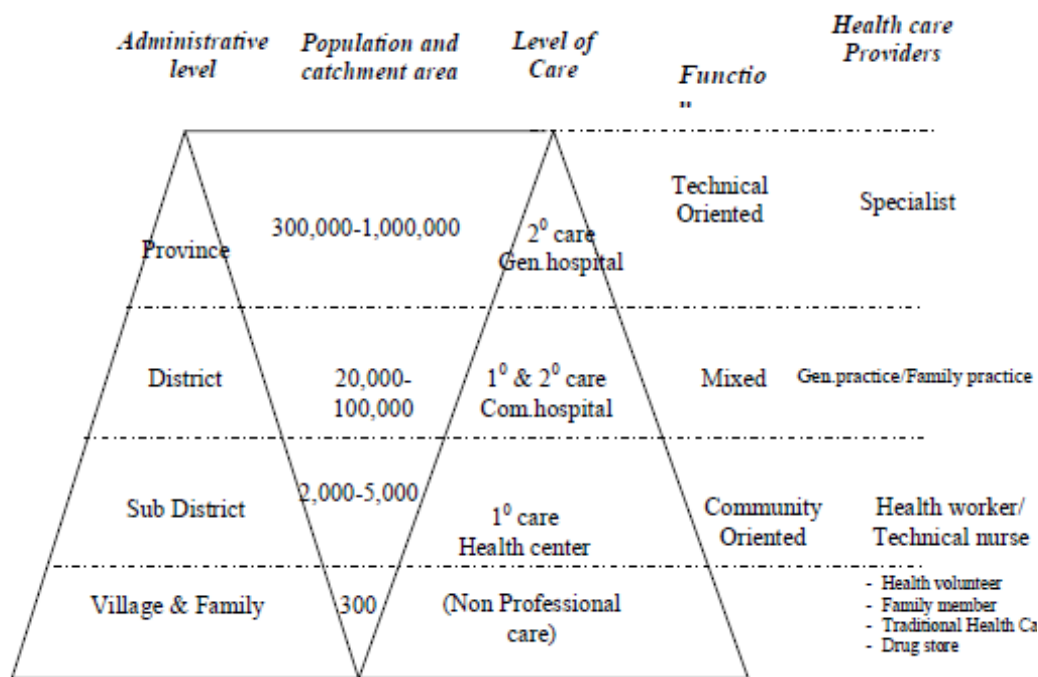 Administrative
level
Population and
catchment area
Level of
Care
Functio
Health care
Providers
Province
300,000-1,000,000
2⁰ care
Gen.hospital
Technical
Oriented
Specialist
District
20,000-
100,000
1⁰ & 2⁰ care
Com.hospital
Mixed
Gen.practice/Family practice
Sub District
2,000-5,000
1⁰ care
Health center
Community
Oriented
Health worker/
Technical nurse
Village & Family
300
(Non Professional
care)
- Health volunteer
- Family member
- Traditional Health Ca
- Drug store